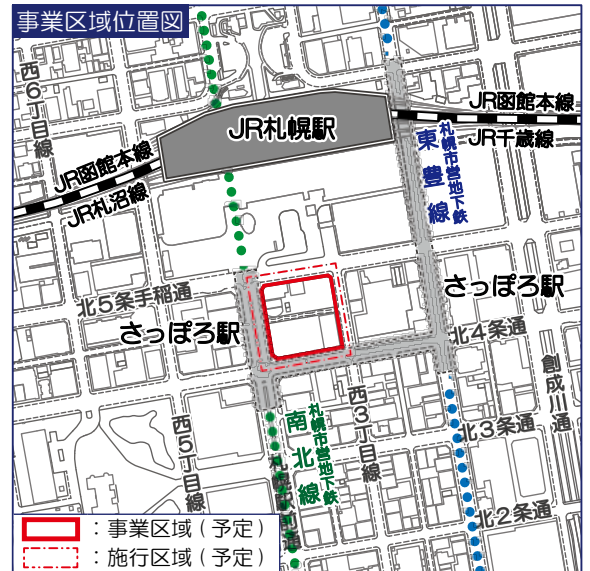 事業区域位置図
西6丁目線
JR札幌駅
JR函館本線
JR千歳線
JR函館本線
JR札沼線
札幌市営地下鉄
東豊線
北5条手稲通
さっぽろ駅
さっぽろ駅
北4条通
創成川通
西5丁目線
札幌市営地下鉄
南北線
西3丁目線
北3条通
北2条通
：事業区域（予定）
：施行区域（予定）